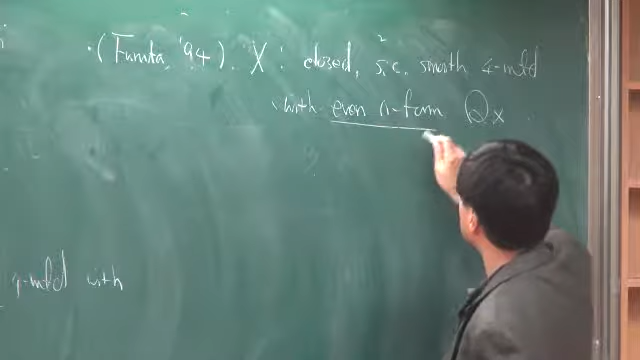 (Furuta, '94). X : closed, s.c. smooth 4-mfd
with even n-form Qx
4-mfd with